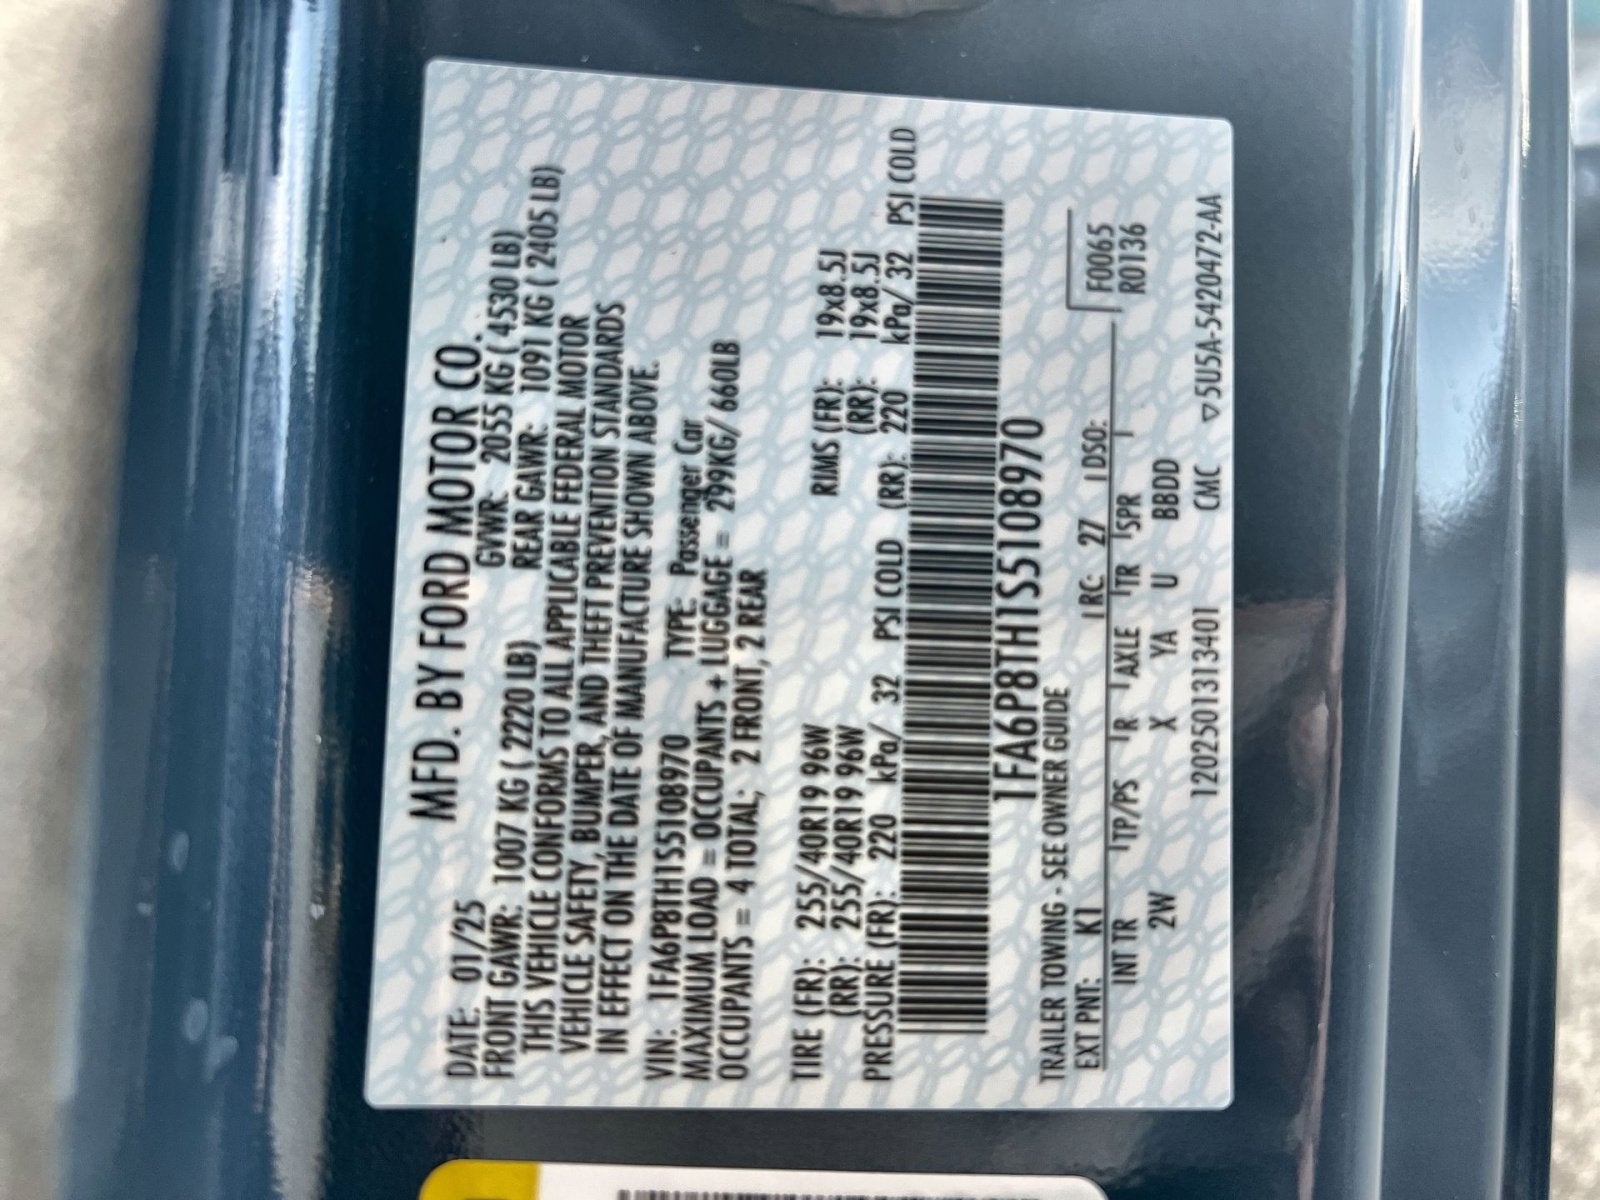 MFD. BY FORD MOTOR CO.
DATE: 01/25 GVWR: 2055 KG ( 4530 LB)
FRONT GAWR: 1007 KG ( 2220 LB) REAR GAWR: 1091 KG ( 2405 LB)
THIS VEHICLE CONFORMS TO ALL APPLICABLE FEDERAL MOTOR
VEHICLE SAFETY, BUMPER, AND THEFT PREVENTION STANDARDS
IN EFFECT ON THE DATE OF MANUFACTURE SHOWN ABOVE.
VIN: 1FA6P8TH1S5108970 TYPE: Passenger Car
MAXIMUM LOAD = OCCUPANTS + LUGGAGE = 299KG/ 660LB
OCCUPANTS = 4 TOTAL; 2 FRONT, 2 REAR
TIRE (FR): 255/40R19 96W RIMS (FR): 19x8.5J
(RR): 255/40R19 96W (RR): 19x8.5J
PRESSURE (FR): 220 kPa/ 32 PSI COLD (RR): 220 kPa/ 32 PSI COLD
1FA6P8TH1S5108970
TRAILER TOWING - SEE OWNER GUIDE
EXT PNT: K1 RC: 27 DSO: F0065
INT TR TP/PS R AXLE TR SPR R0136
2W X YA U BBDD
1202501313401 CMC ▽5U5A-5420472-AA